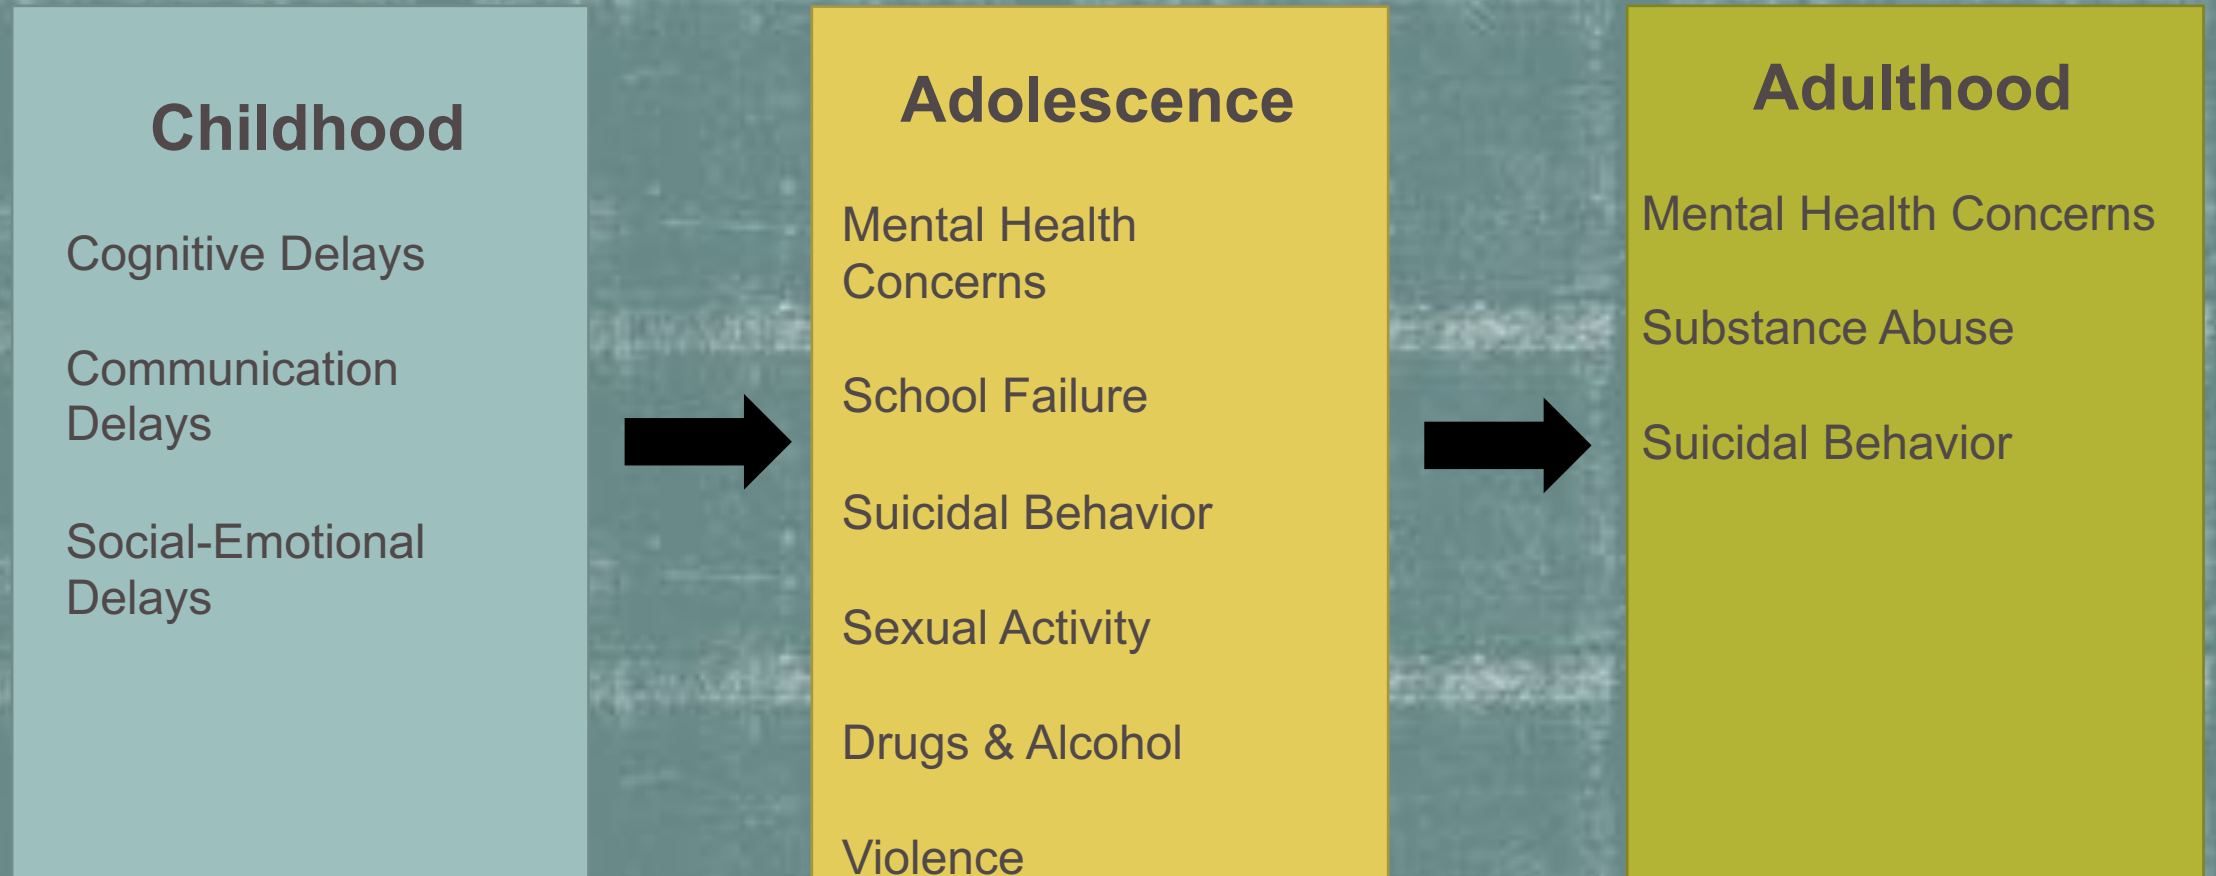 Childhood
Cognitive Delays
Communication
Delays
Social-Emotional
Delays
Adolescence
Mental Health
Concerns
School Failure
Suicidal Behavior
Sexual Activity
Drugs & Alcohol
Violence
Adulthood
Mental Health Concerns
Substance Abuse
Suicidal Behavior